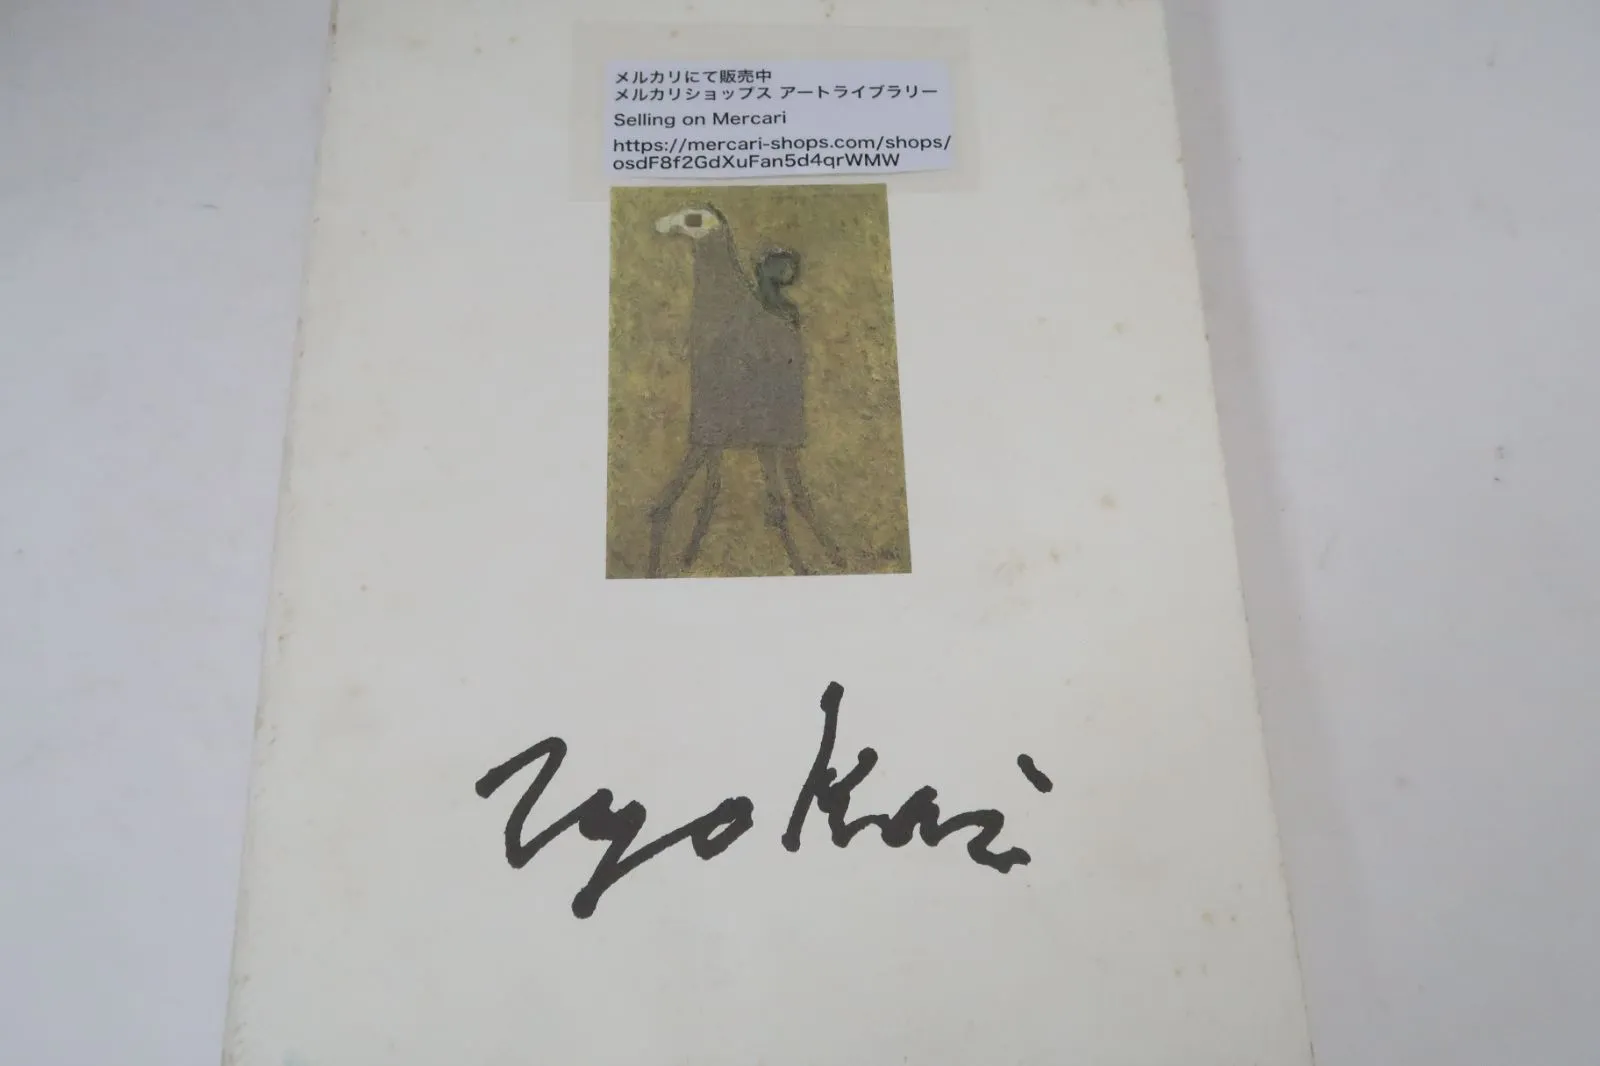 メルカリにて販売中
メルカリショップス アートライブラリー
Selling on Mercari
https://mercari-shops.com/shops/
osdF8f2GdXuFan5d4qrWMW
ryokai